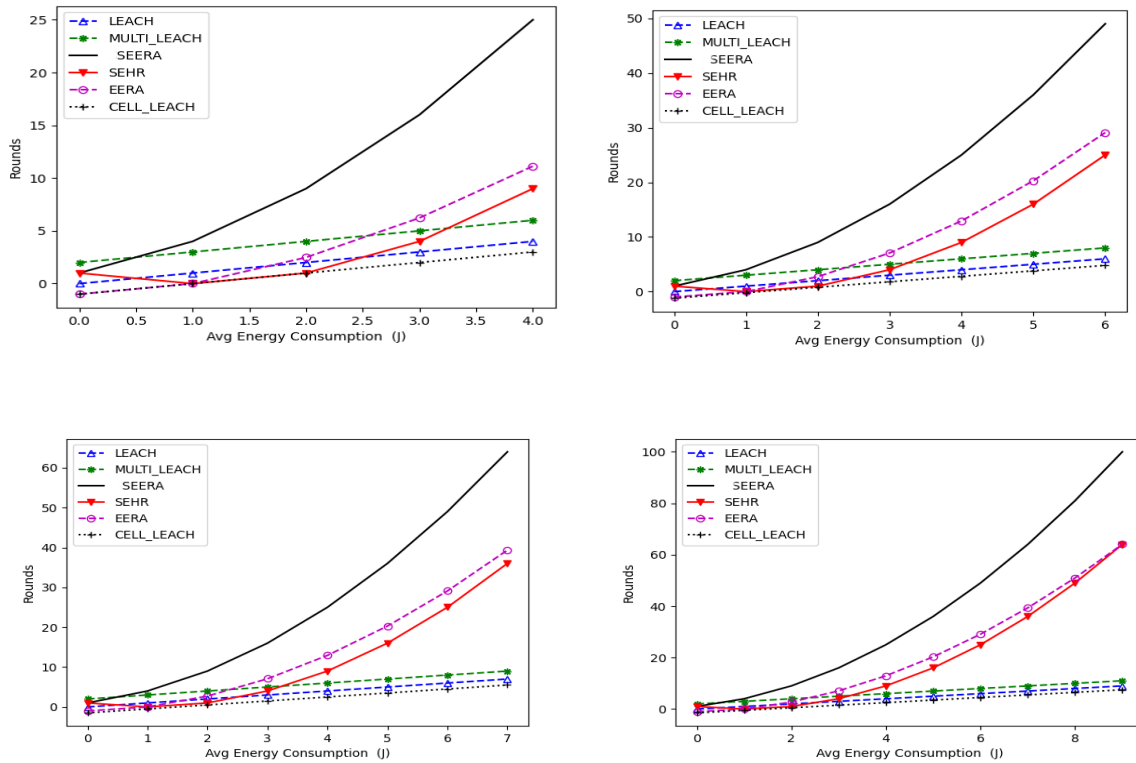 25
20
15
10
5
0
Rounds
LEACH
MULTI_LEACH
SEERA
SEHR
EERA
CELL_LEACH
0.0 0.5 1.0 1.5 2.0 2.5 3.0 3.5 4.0
Avg Energy Consumption (J)
50
40
30
20
10
0
Rounds
LEACH
MULTI_LEACH
SEERA
SEHR
EERA
CELL_LEACH
0 1 2 3 4 5 6
Avg Energy Consumption (J)
60
50
40
30
20
10
0
Rounds
LEACH
MULTI_LEACH
SEERA
SEHR
EERA
CELL_LEACH
0 1 2 3 4 5 6 7
Avg Energy Consumption (J)
100
80
60
40
20
0
Rounds
LEACH
MULTI_LEACH
SEERA
SEHR
EERA
CELL_LEACH
0 2 4 6 8
Avg Energy Consumption (J)